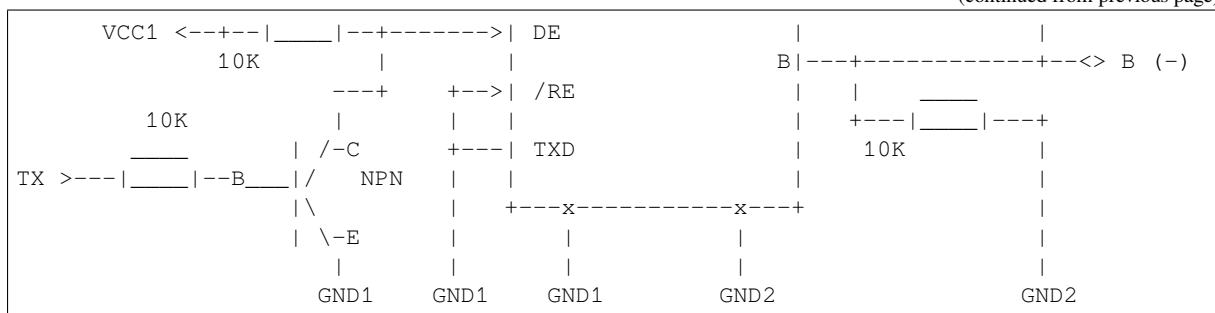 (continued from previous page)
VCC1 <--+--|____|--+------->| DE | |
10K | | B|---+------------+--<> B (-)
---+ +-->| /RE | | ____
10K | | | | +---|____|---+
____ | /-C +---| TXD | 10K |
TX >---|____|--B___|/ NPN | | | |
|\ | +---x-----------x---+ |
| \-E | | | |
| | | | |
GND1 GND1 GND1 GND2 GND2